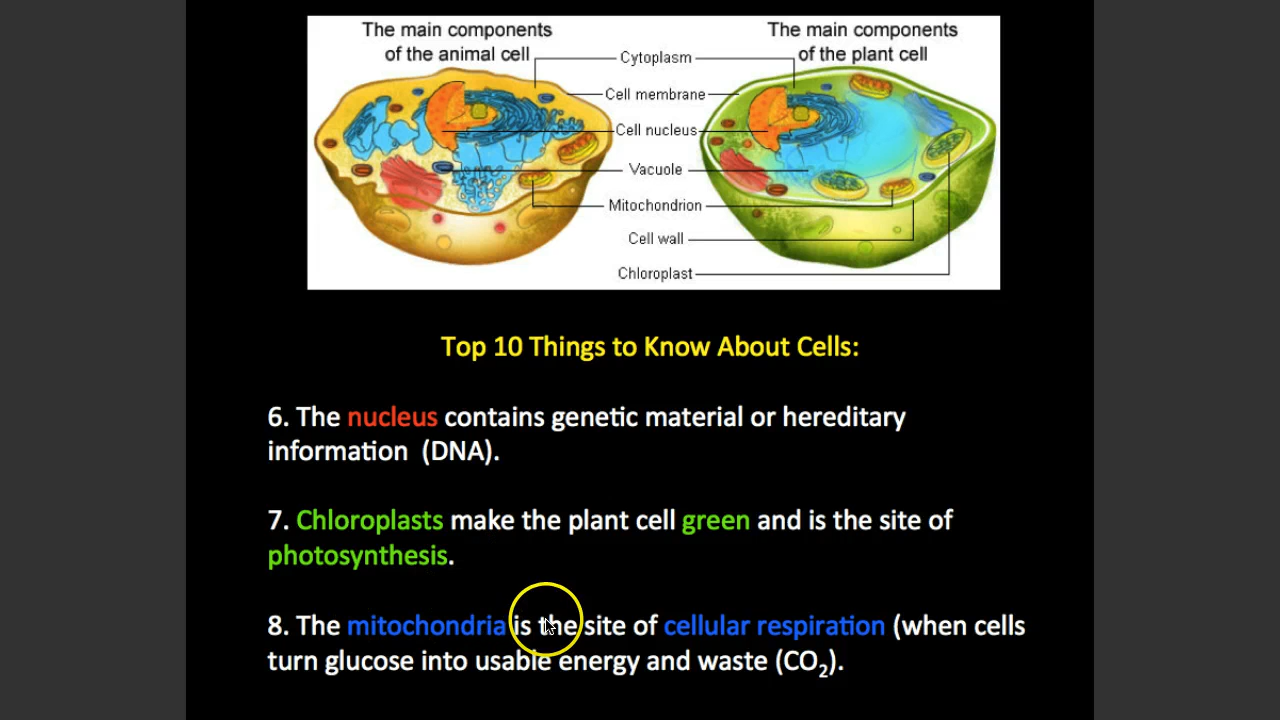 The main components
of the animal cell
The main components
of the plant cell
Cytoplasm
Cell membrane
Cell nucleus
Vacuole
Mitochondrion
Cell wall
Chloroplast
Top 10 Things to Know About Cells:
6. The nucleus contains genetic material or hereditary
information (DNA).
7. Chloroplasts make the plant cell green and is the site of
photosynthesis.
8. The mitochondria is the site of cellular respiration (when cells
turn glucose into usable energy and waste (CO₂).